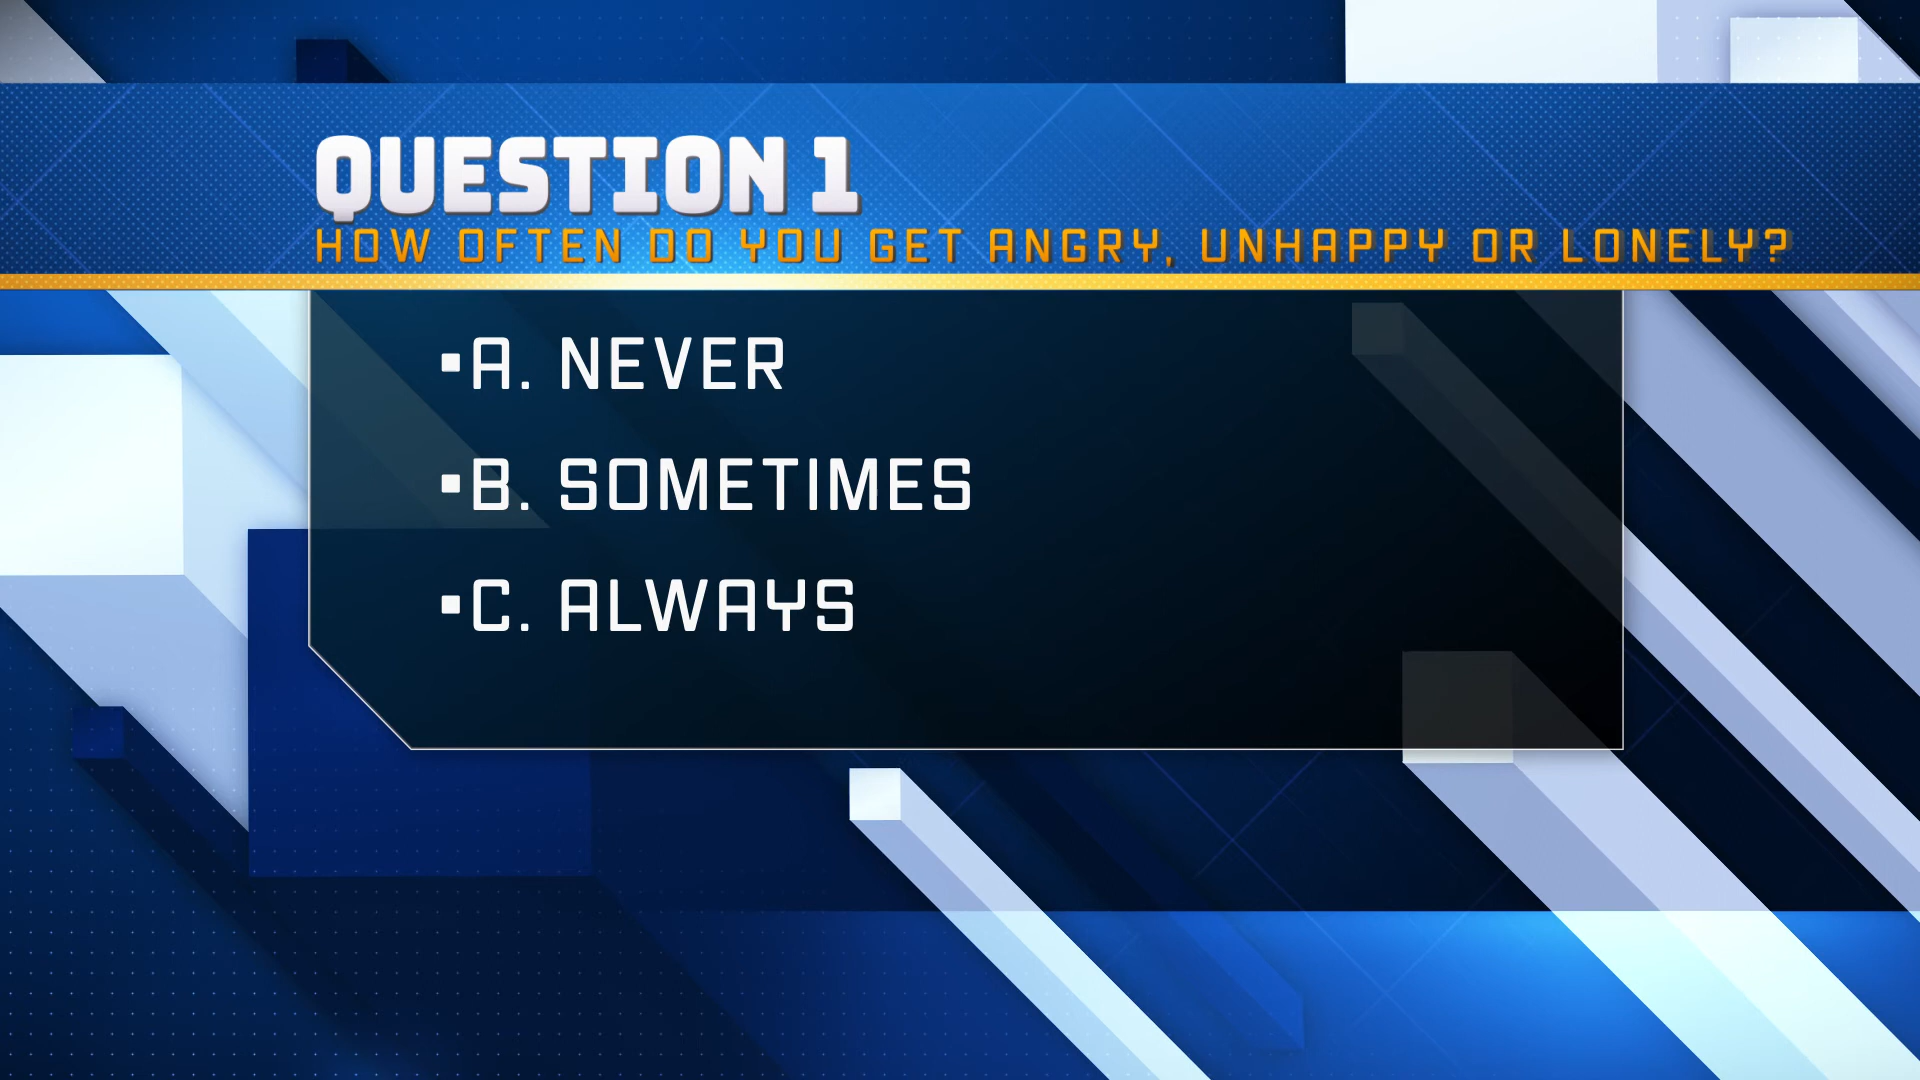 QUESTION 1
HOW OFTEN DO YOU GET ANGRY, UNHAPPY OR LONELY?
▪A. NEVER
▪B. SOMETIMES
▪C. ALWAYS